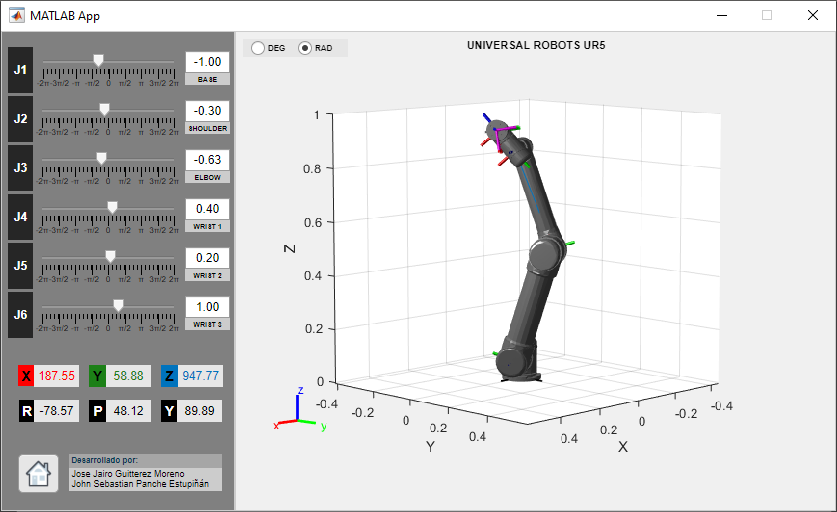 MATLAB App
DEG RAD
UNIVERSAL ROBOTS UR5
J1 -1.00
-2π -3π/2 -π -π/2 0 π/2 π 3π/2 2π
BASE
J2 -0.30
-2π -3π/2 -π -π/2 0 π/2 π 3π/2 2π
SHOULDER
J3 -0.63
-2π -3π/2 -π -π/2 0 π/2 π 3π/2 2π
ELBOW
J4 0.40
-2π -3π/2 -π -π/2 0 π/2 π 3π/2 2π
WRIST 1
J5 0.20
-2π -3π/2 -π -π/2 0 π/2 π 3π/2 2π
WRIST 2
J6 1.00
-2π -3π/2 -π -π/2 0 π/2 π 3π/2 2π
WRIST 3
X 187.55 Y 58.88 Z 947.77
R -78.57 P 48.12 Y 89.89
Desarrollado por:
Jose Jairo Guitterez Moreno
John Sebastian Panche Estupiñán
1
0.8
0.6
Z
0.4
0.2
0
-0.4 -0.2 0 0.2 0.4
Y
0.4 0.2 0 -0.2 -0.4
X
z
x y